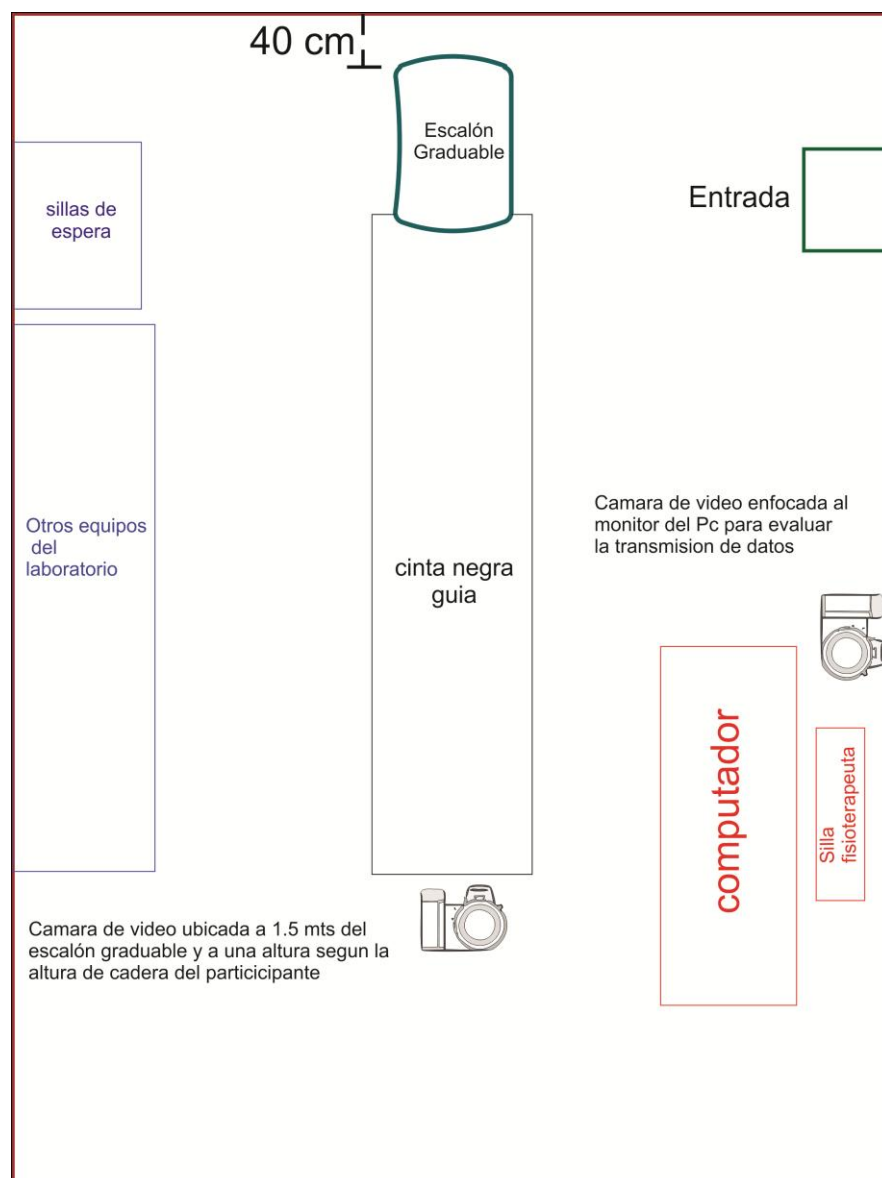 40 cm
Escalón
Graduable
sillas de
espera
Entrada
Otros equipos
del
laboratorio
cinta negra
guia
Camara de video enfocada al
monitor del Pc para evaluar
la transmision de datos
computador
Silla
fisioterapeuta
Camara de video ubicada a 1.5 mts del
escalón graduable y a una altura segun la
altura de cadera del particicipante